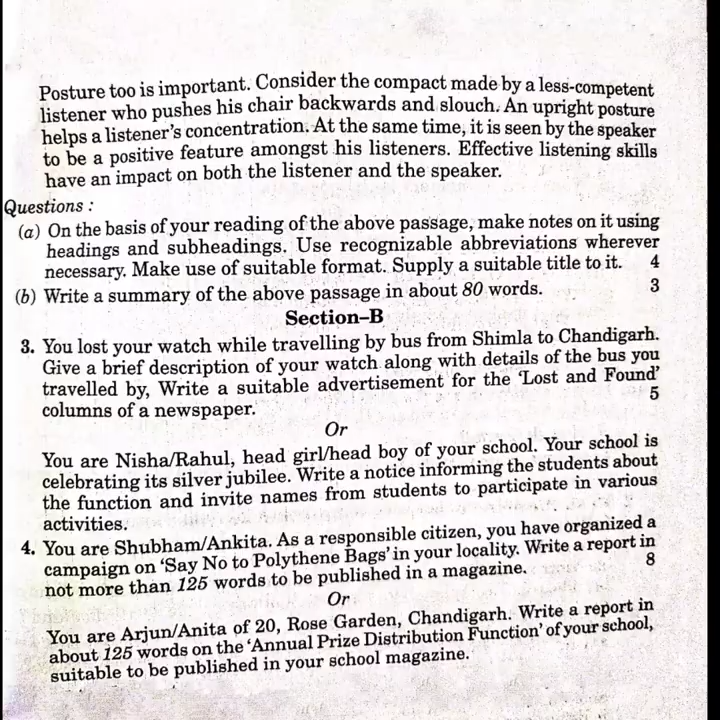 Posture too is important. Consider the compact made by a less-competent
listener who pushes his chair backwards and slouch. An upright posture
helps a listener's concentration. At the same time, it is seen by the speaker
to be a positive feature amongst his listeners. Effective listening skills
have an impact on both the listener and the speaker.
Questions :
(a) On the basis of your reading of the above passage, make notes on it using
headings and subheadings. Use recognizable abbreviations wherever
necessary. Make use of suitable format. Supply a suitable title to it. 4
(b) Write a summary of the above passage in about 80 words. 3
Section–B
3. You lost your watch while travelling by bus from Shimla to Chandigarh.
Give a brief description of your watch along with details of the bus you
travelled by, Write a suitable advertisement for the 'Lost and Found'
columns of a newspaper. 5
Or
You are Nisha/Rahul, head girl/head boy of your school. Your school is
celebrating its silver jubilee. Write a notice informing the students about
the function and invite names from students to participate in various
activities.
4. You are Shubham/Ankita. As a responsible citizen, you have organized a
campaign on 'Say No to Polythene Bags' in your locality. Write a report in
not more than 125 words to be published in a magazine. 8
Or
You are Arjun/Anita of 20, Rose Garden, Chandigarh. Write a report in
about 125 words on the 'Annual Prize Distribution Function' of your school,
suitable to be published in your school magazine.